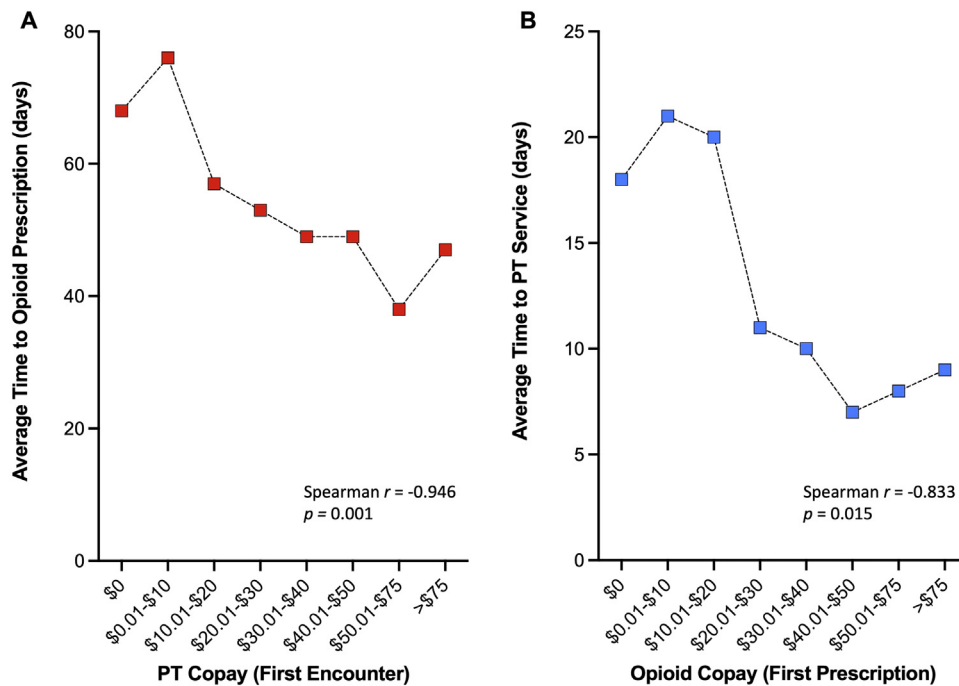 A
Average Time to Opioid Prescription (days)
80
60
40
20
0
Spearman r = -0.946
p = 0.001
$0
$0.01-$10
$10.01-$20
$20.01-$30
$30.01-$40
$40.01-$50
$50.01-$75
>$75
PT Copay (First Encounter)
B
Average Time to PT Service (days)
25
20
15
10
5
0
Spearman r = -0.833
p = 0.015
$0
$0.01-$10
$10.01-$20
$20.01-$30
$30.01-$40
$40.01-$50
$50.01-$75
>$75
Opioid Copay (First Prescription)